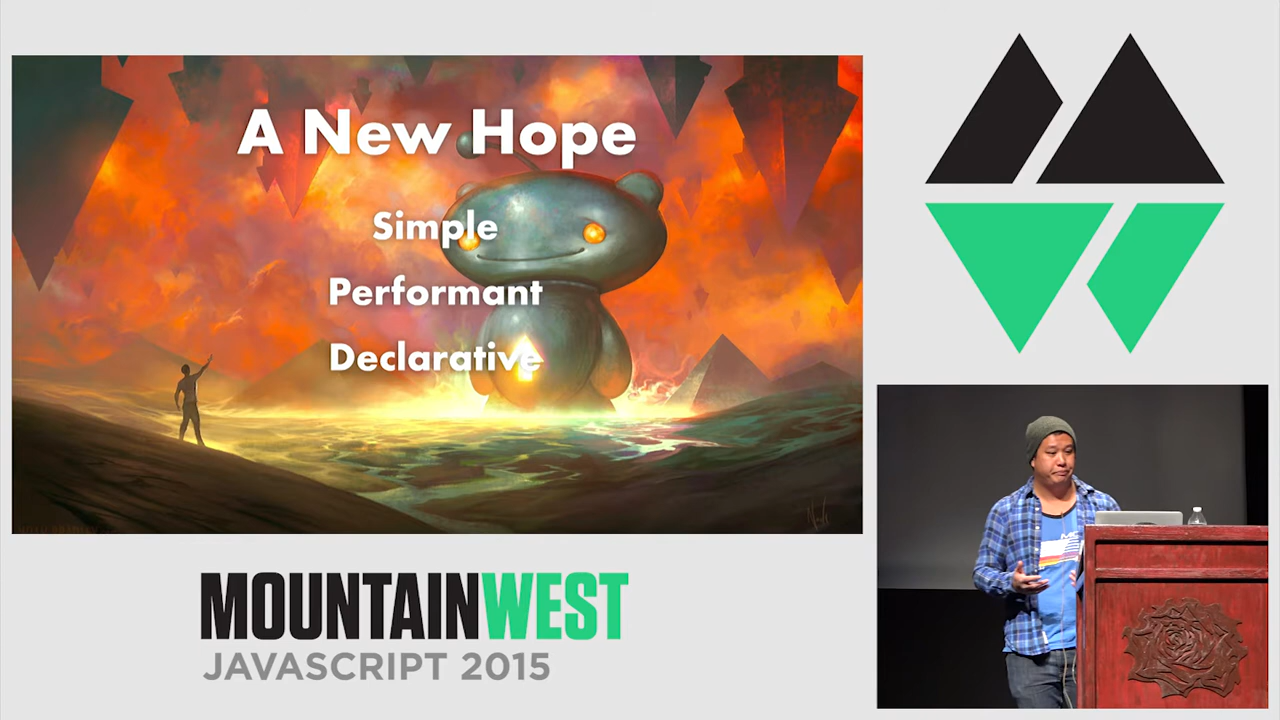 A New Hope
Simple
Performant
Declarative
MOUNTAINWEST
JAVASCRIPT 2015